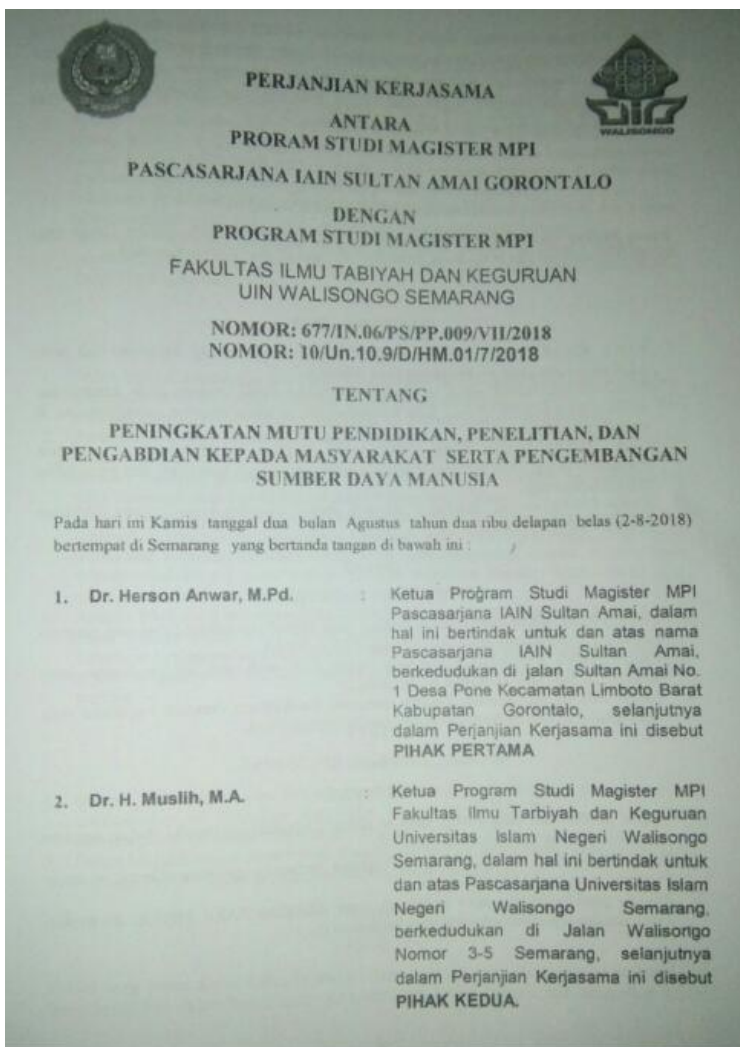 WALISONGO
PERJANJIAN KERJASAMA
ANTARA
PRORAM STUDI MAGISTER MPI
PASCASARJANA IAIN SULTAN AMAI GORONTALO
DENGAN
PROGRAM STUDI MAGISTER MPI
FAKULTAS ILMU TABIYAH DAN KEGURUAN
UIN WALISONGO SEMARANG
NOMOR: 677/IN.06/PS/PP.009/VII/2018
NOMOR: 10/Un.10.9/D/HM.01/7/2018
TENTANG
PENINGKATAN MUTU PENDIDIKAN, PENELITIAN, DAN
PENGABDIAN KEPADA MASYARAKAT SERTA PENGEMBANGAN
SUMBER DAYA MANUSIA
Pada hari ini Kamis tanggal dua bulan Agustus tahun dua ribu delapan belas (2-8-2018)
bertempat di Semarang yang bertanda tangan di bawah ini :
1. Dr. Herson Anwar, M.Pd. : Ketua Program Studi Magister MPI
Pascasarjana IAIN Sultan Amai, dalam
hal ini bertindak untuk dan atas nama
Pascasarjana IAIN Sultan Amai,
berkedudukan di jalan Sultan Amai No.
1 Desa Pone Kecamatan Limboto Barat
Kabupatan Gorontalo, selanjutnya
dalam Perjanjian Kerjasama ini disebut
PIHAK PERTAMA
2. Dr. H. Muslih, M.A. : Ketua Program Studi Magister MPI
Fakultas Ilmu Tarbiyah dan Keguruan
Universitas Islam Negeri Walisongo
Semarang, dalam hal ini bertindak untuk
dan atas Pascasarjana Universitas Islam
Negeri Walisongo Semarang,
berkedudukan di Jalan Walisongo
Nomor 3-5 Semarang, selanjutnya
dalam Perjanjian Kerjasama ini disebut
PIHAK KEDUA.